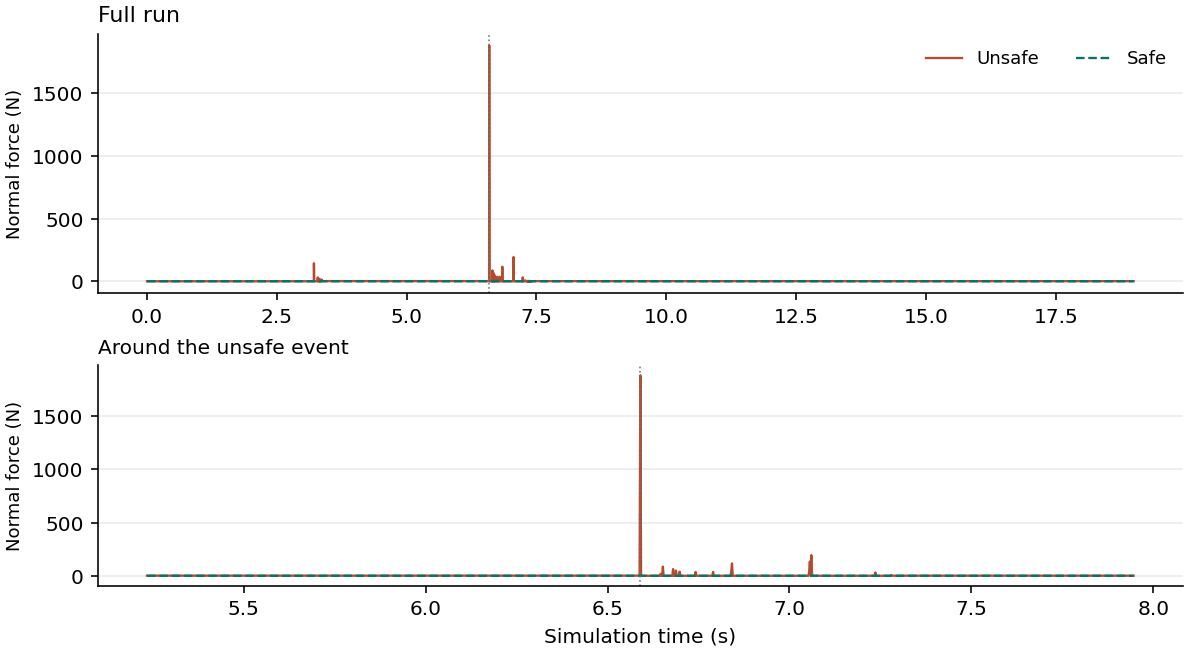 Full run
Normal force (N)
1500
1000
500
0
Unsafe
Safe
0.0 2.5 5.0 7.5 10.0 12.5 15.0 17.5
Around the unsafe event
Normal force (N)
1500
1000
500
0
5.5 6.0 6.5 7.0 7.5 8.0
Simulation time (s)